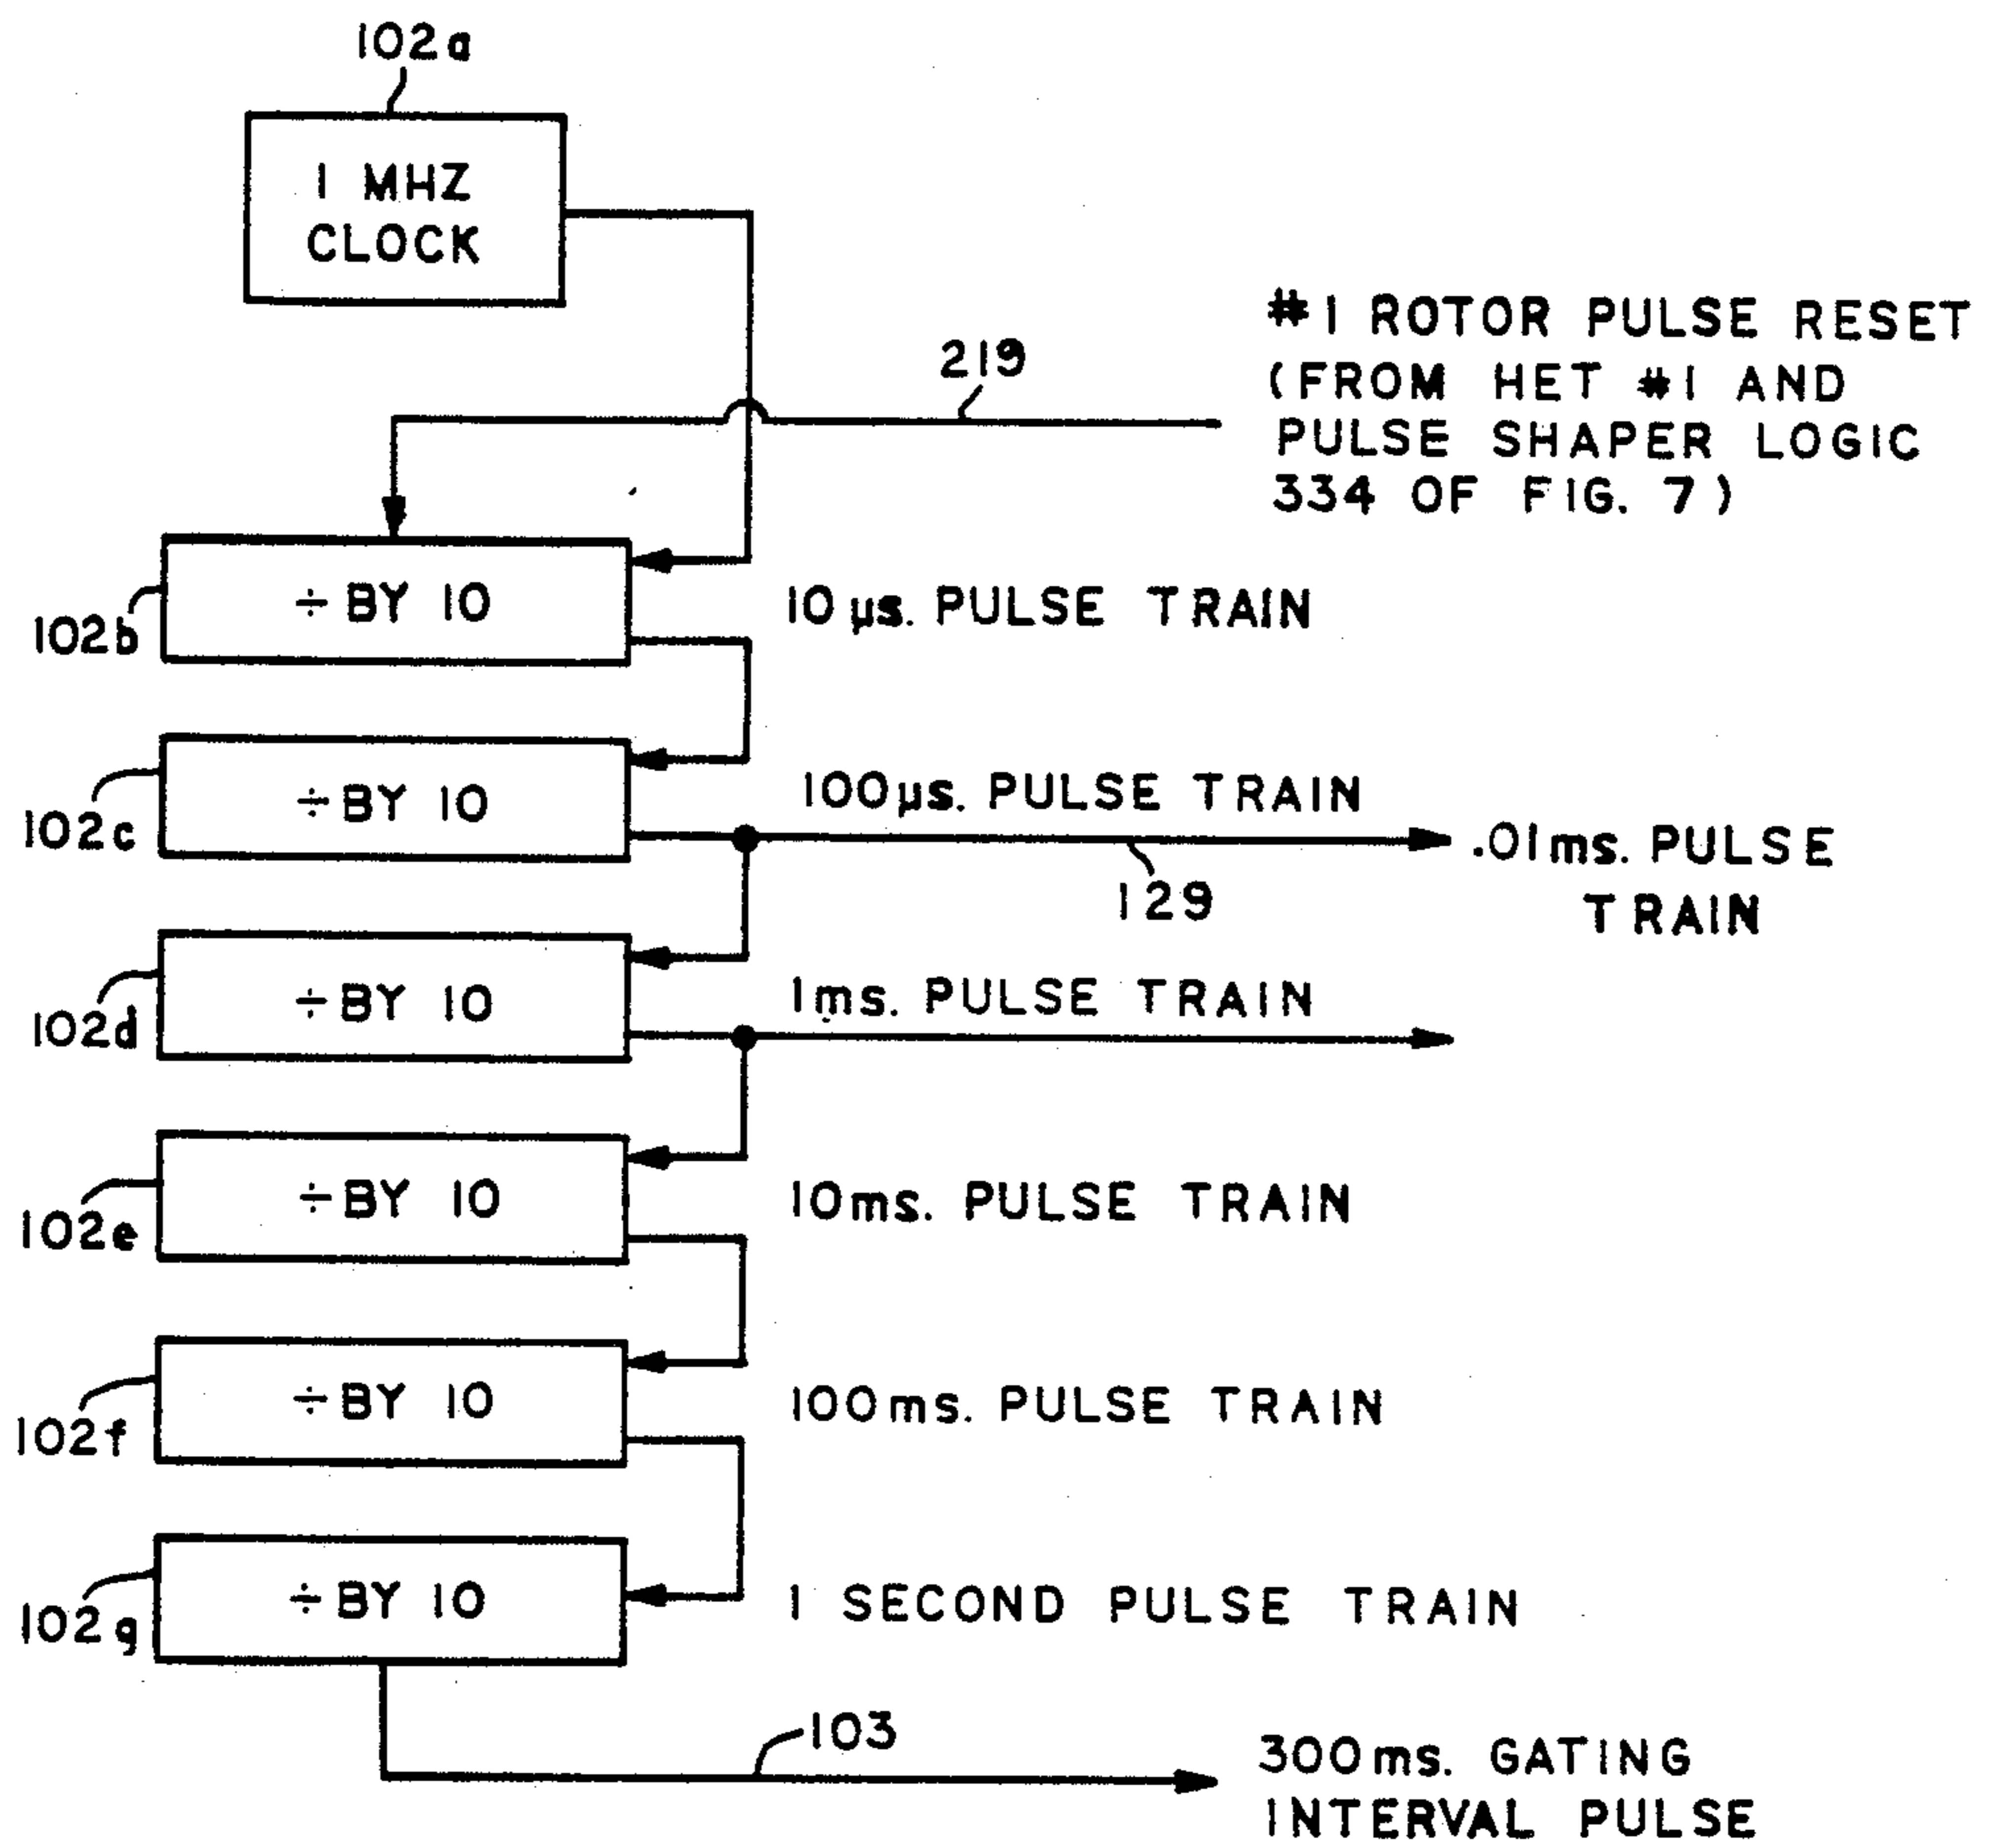 102a
1 MHZ
CLOCK
#1 ROTOR PULSE RESET
(FROM HET #1 AND
PULSE SHAPER LOGIC
334 OF FIG. 7)
219
÷ BY 10
102b
10 µs. PULSE TRAIN
÷ BY 10
102c
100 µs. PULSE TRAIN
129
.01ms. PULSE
TRAIN
÷ BY 10
102d
1ms. PULSE TRAIN
÷ BY 10
102e
10ms. PULSE TRAIN
÷ BY 10
102f
100ms. PULSE TRAIN
÷ BY 10
102g
1 SECOND PULSE TRAIN
103
300ms. GATING
INTERVAL PULSE